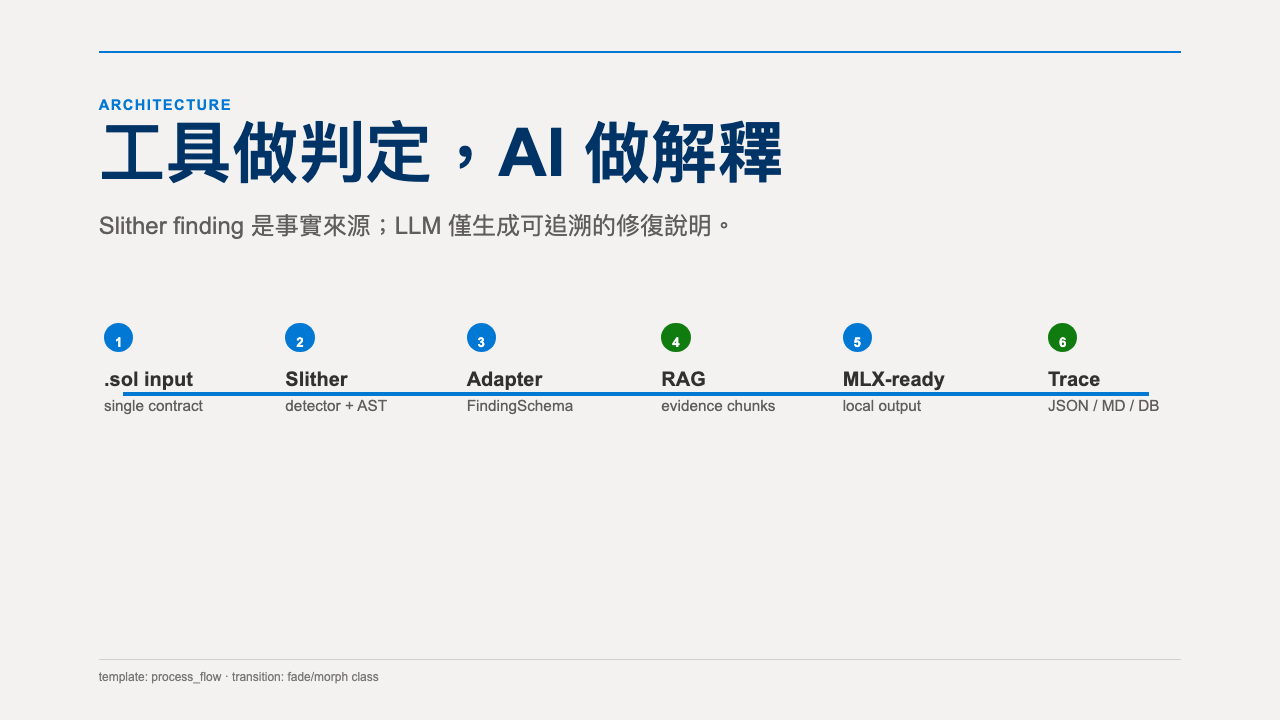 ARCHITECTURE
工具做判定，AI 做解釋
Slither finding 是事實來源；LLM 僅生成可追溯的修復說明。
1 2 3 4 5 6
.sol input Slither Adapter RAG MLX-ready Trace
single contract detector + AST FindingSchema evidence chunks local output JSON / MD / DB
template: process_flow · transition: fade/morph class